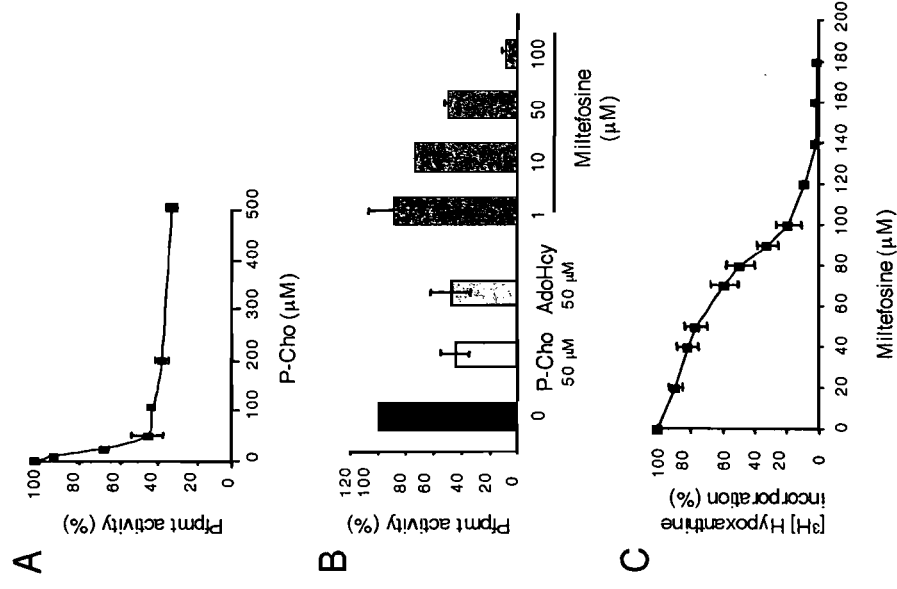 A
Pfpmt activity (%)
100
80
60
40
20
0
0 100 200 300 400 500
P-Cho (µM)
B
Pfpmt activity (%)
120
100
80
60
40
20
0
0 P-Cho AdoHcy 1 10 50 100
50 µM 50 µM
Miltefosine
(µM)
C
[³H] Hypoxanthine
incorporation (%)
100
80
60
40
20
0
0 20 40 60 80 100 120 140 160 180 200
Miltefosine (µM)